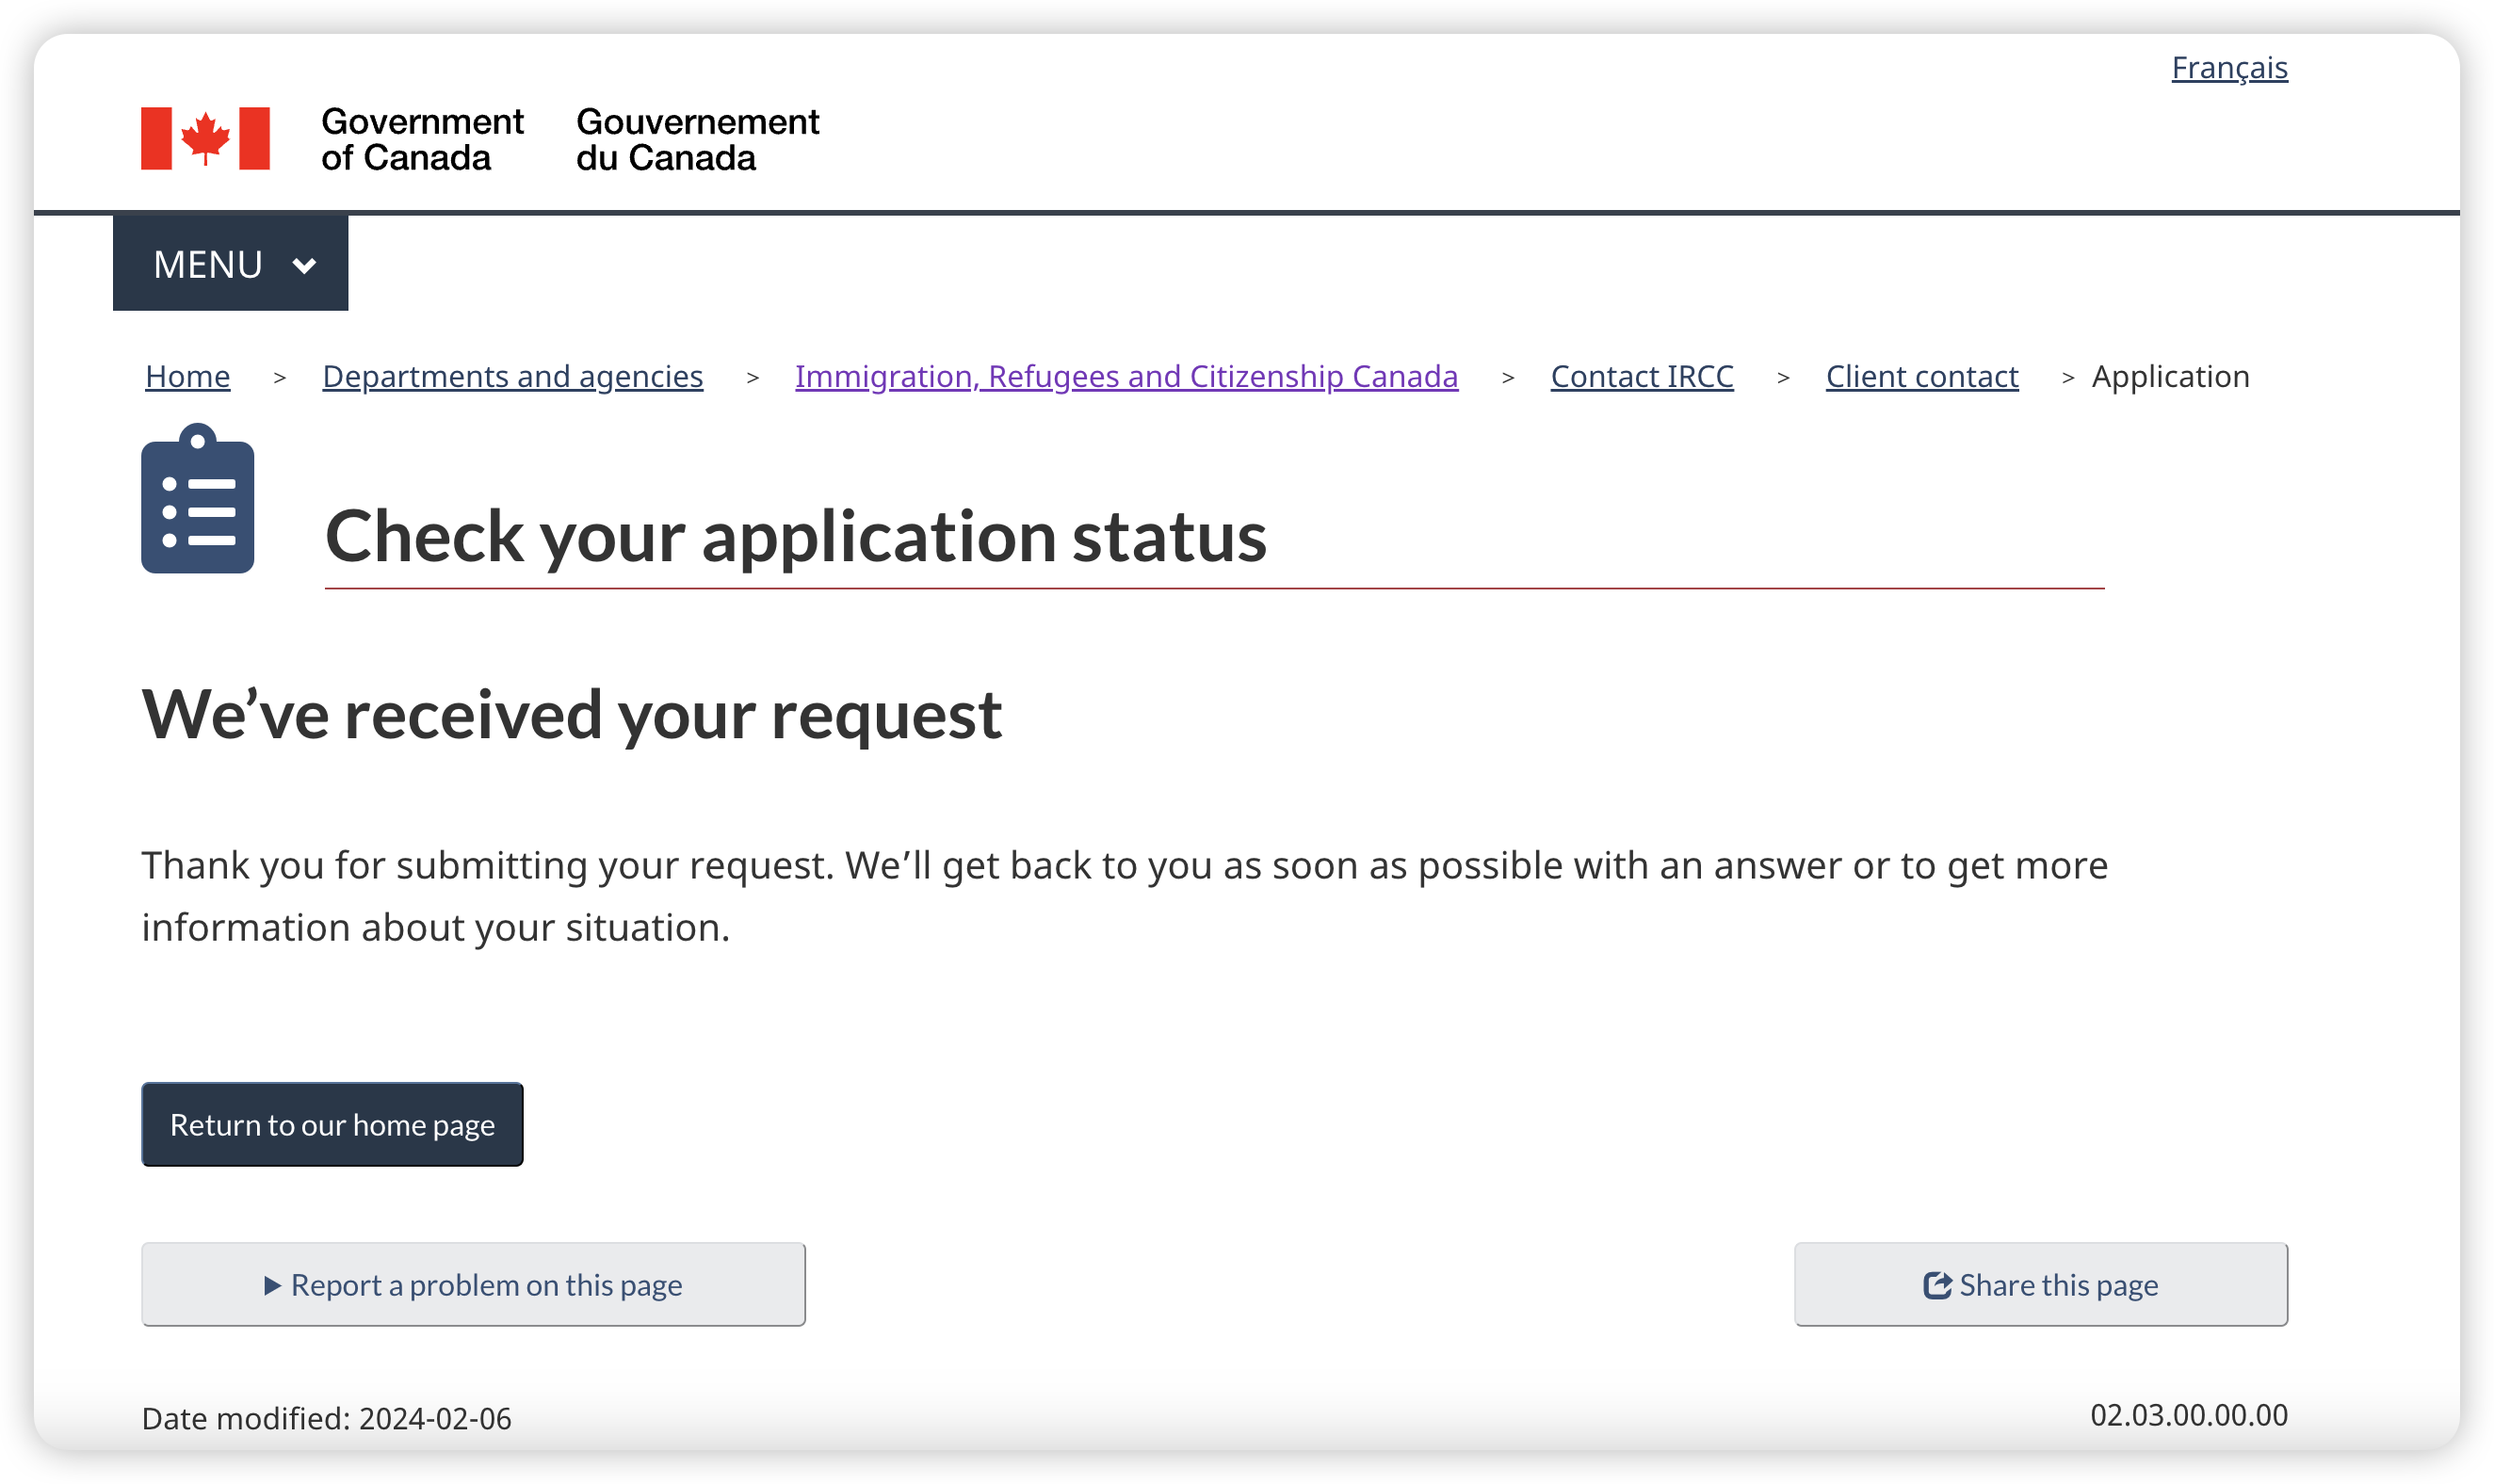 Français
Government
of Canada
Gouvernement
du Canada
MENU
Home > Departments and agencies > Immigration, Refugees and Citizenship Canada > Contact IRCC > Client contact > Application
Check your application status
We’ve received your request
Thank you for submitting your request. We’ll get back to you as soon as possible with an answer or to get more
information about your situation.
Return to our home page
Report a problem on this page
Share this page
Date modified: 2024-02-06
02.03.00.00.00